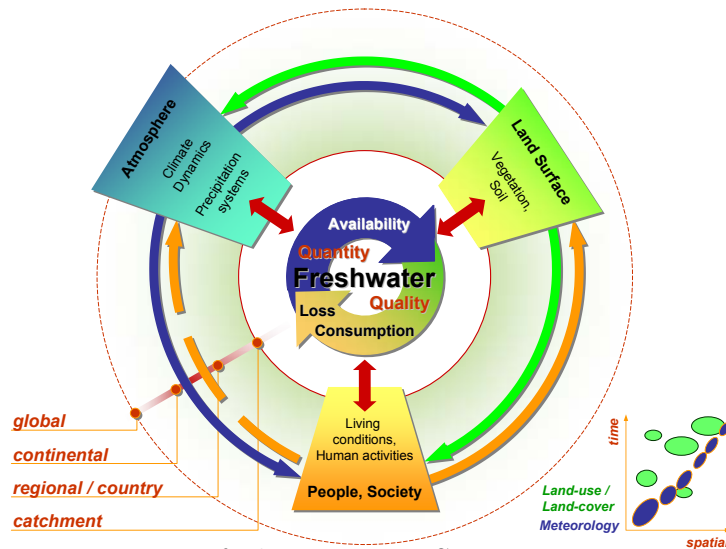 Atmosphere
Climate
Dynamics
Precipitation
systems
Land Surface
Vegetation,
Soil
Availability
Quantity
Freshwater
Quality
Loss
Consumption
Living
conditions,
Human activities
People, Society
global
continental
regional / country
catchment
time
Land-use /
Land-cover
Meteorology
spatial